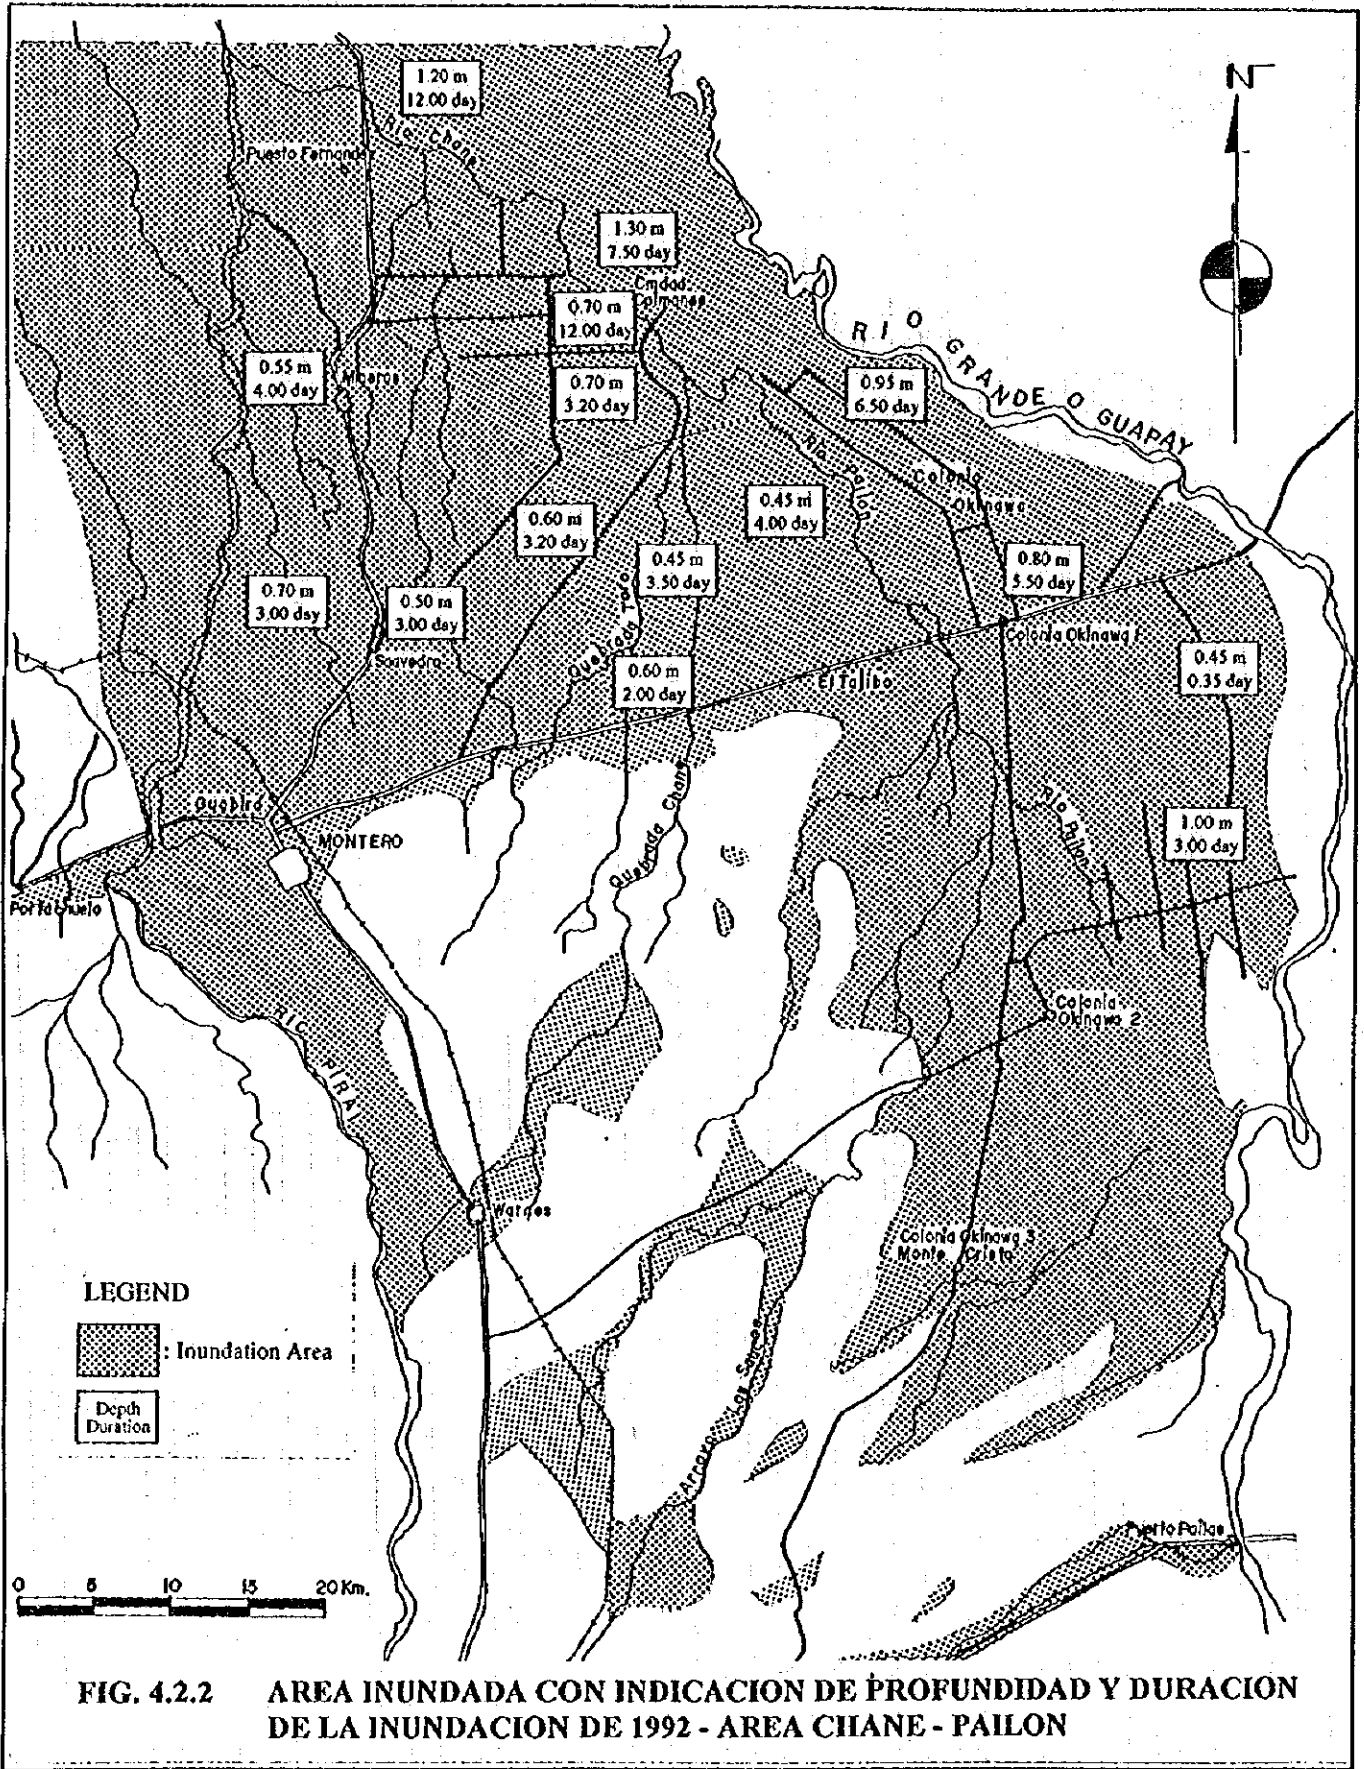 1.20 m
12.00 day
N
Rio Chane
Puesto Fernandez
1.30 m
7.50 day
0.70 m
12.00 day
RIO GRANDE O GUAPAY
0.55 m
4.00 day
0.70 m
3.20 day
0.95 m
6.50 day
Rio Pailon
Colonia
Okinawa
0.45 m
4.00 day
0.60 m
3.20 day
0.45 m
3.50 day
0.80 m
5.50 day
0.70 m
3.00 day
0.50 m
3.00 day
Quebrada Toro
Saavedra
Colonia Okinawa 1
0.60 m
2.00 day
0.45 m
0.35 day
Quebrada Chane
Guabira
MONTERO
Rio Pailon
1.00 m
3.00 day
Portachuelo
Colonia
Okinawa 2
RIO PIRAI
Warnes
Colonia Okinawa 3
Monte Cristo
LEGEND
: Inundation Area
Depth
Duration
Arroyo Los
0 5 10 15 20 Km.
FIG. 4.2.2 AREA INUNDADA CON INDICACION DE PROFUNDIDAD Y DURACION
DE LA INUNDACION DE 1992 - AREA CHANE - PAILON